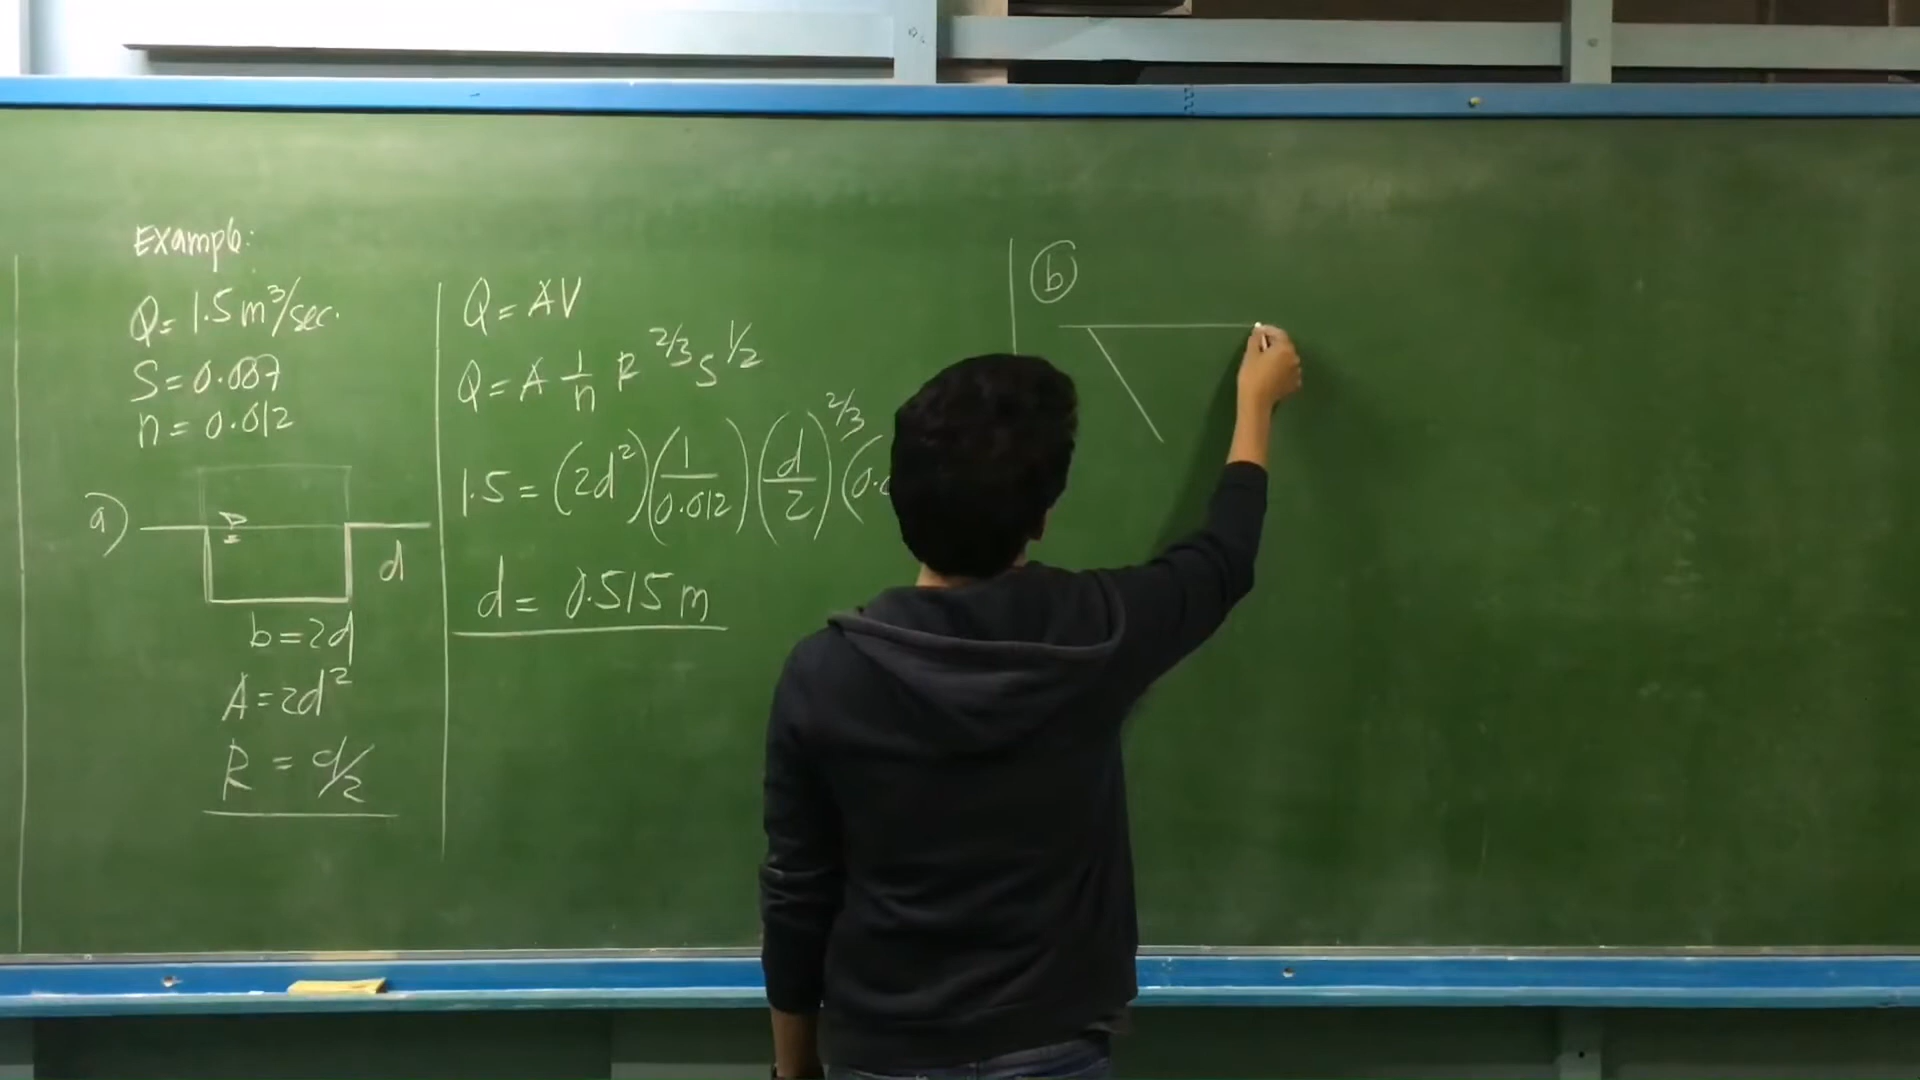 Example:
Q = 1.5 m³/sec.
S = 0.007
n = 0.012
a)
d
b = 2d
A = 2d²
R = d/2
Q = AV
Q = A 1/n R^2/3 S^1/2
1.5 = (2d²)(1/0.012)(d/2)^2/3 (0.
d = 0.515 m
b